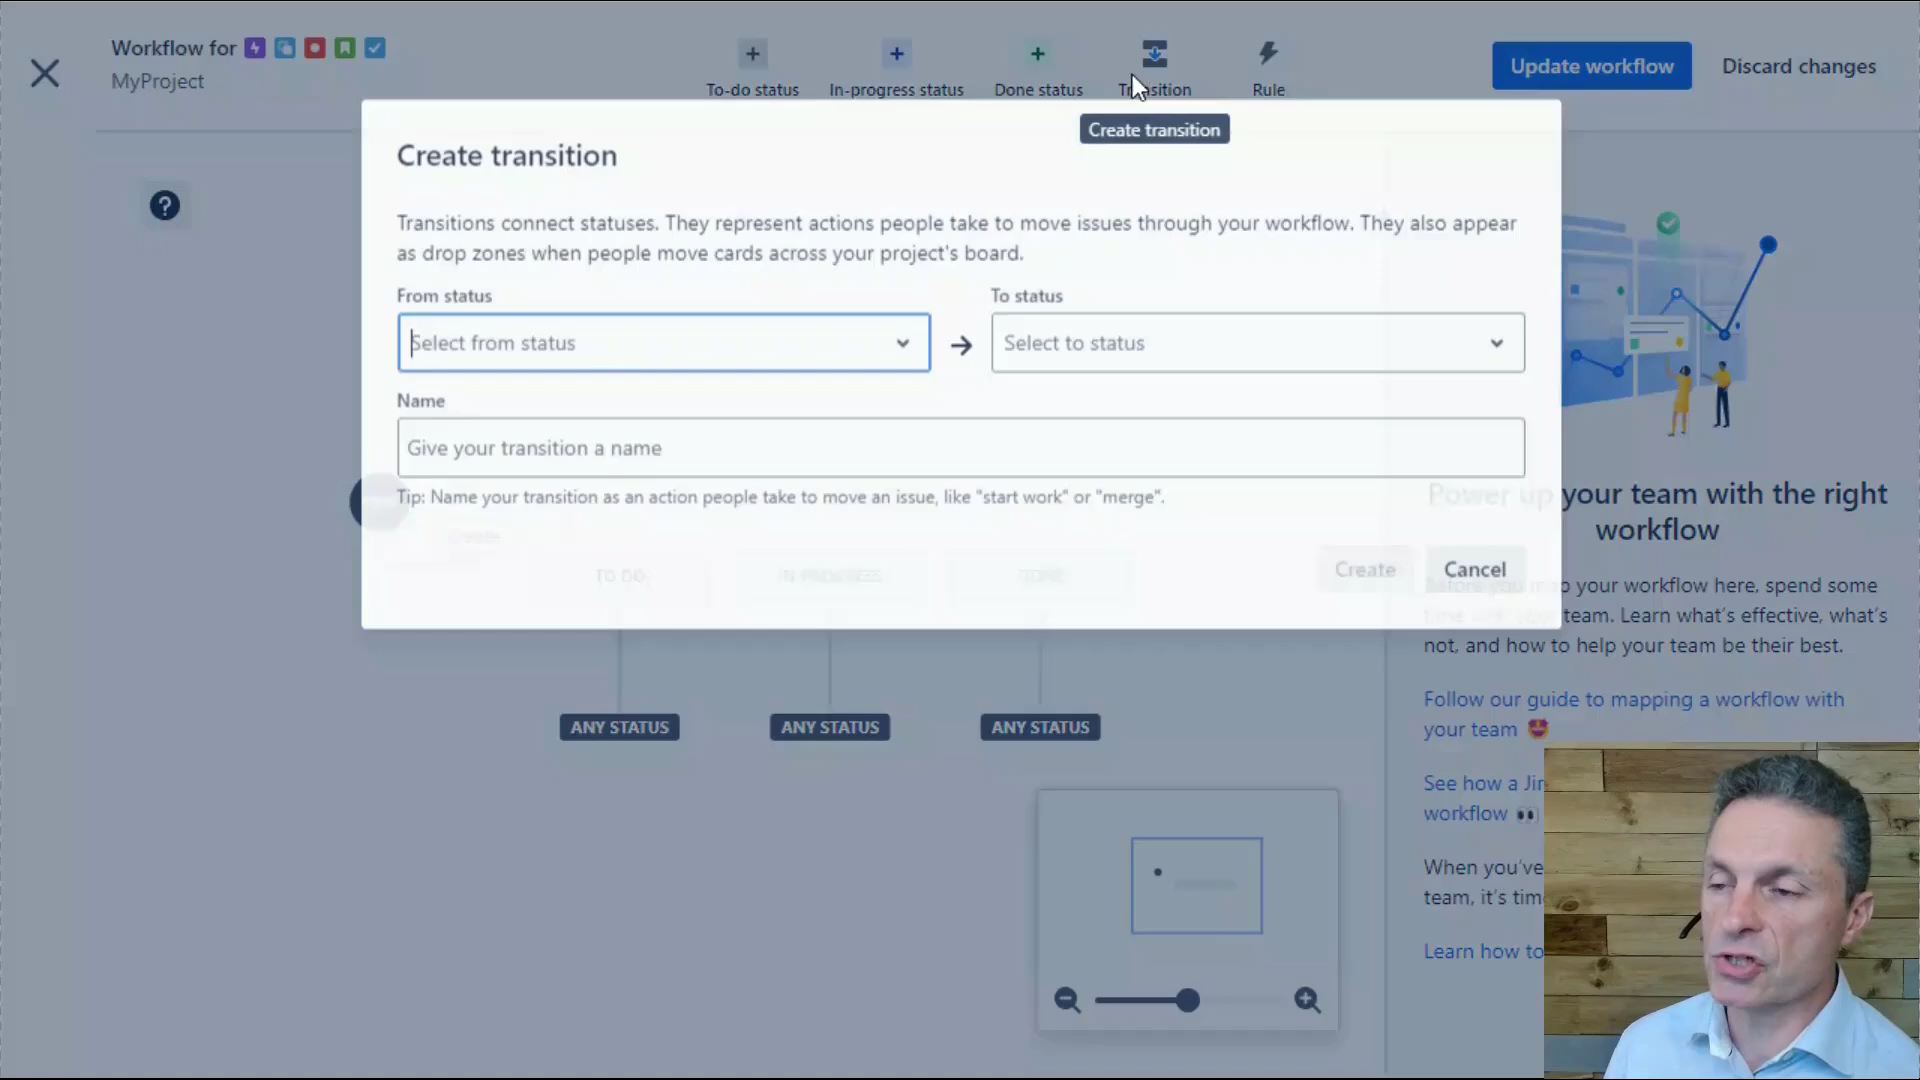 Workflow for
MyProject
To-do status
In-progress status
Done status
Transition
Rule
Update workflow
Discard changes
Create transition
Create transition
Transitions connect statuses. They represent actions people take to move issues through your workflow. They also appear
as drop zones when people move cards across your project's board.
From status
To status
Select from status
Select to status
Name
Give your transition a name
Tip: Name your transition as an action people take to move an issue, like "start work" or "merge".
Create
Create
Cancel
TO DO
IN PROGRESS
DONE
ANY STATUS
ANY STATUS
ANY STATUS
Power up your team with the right
workflow
Before you map your workflow here, spend some
time with your team. Learn what's effective, what's
not, and how to help your team be their best.
Follow our guide to mapping a workflow with
your team
See how a Jir
workflow
When you've
team, it's tim
Learn how to